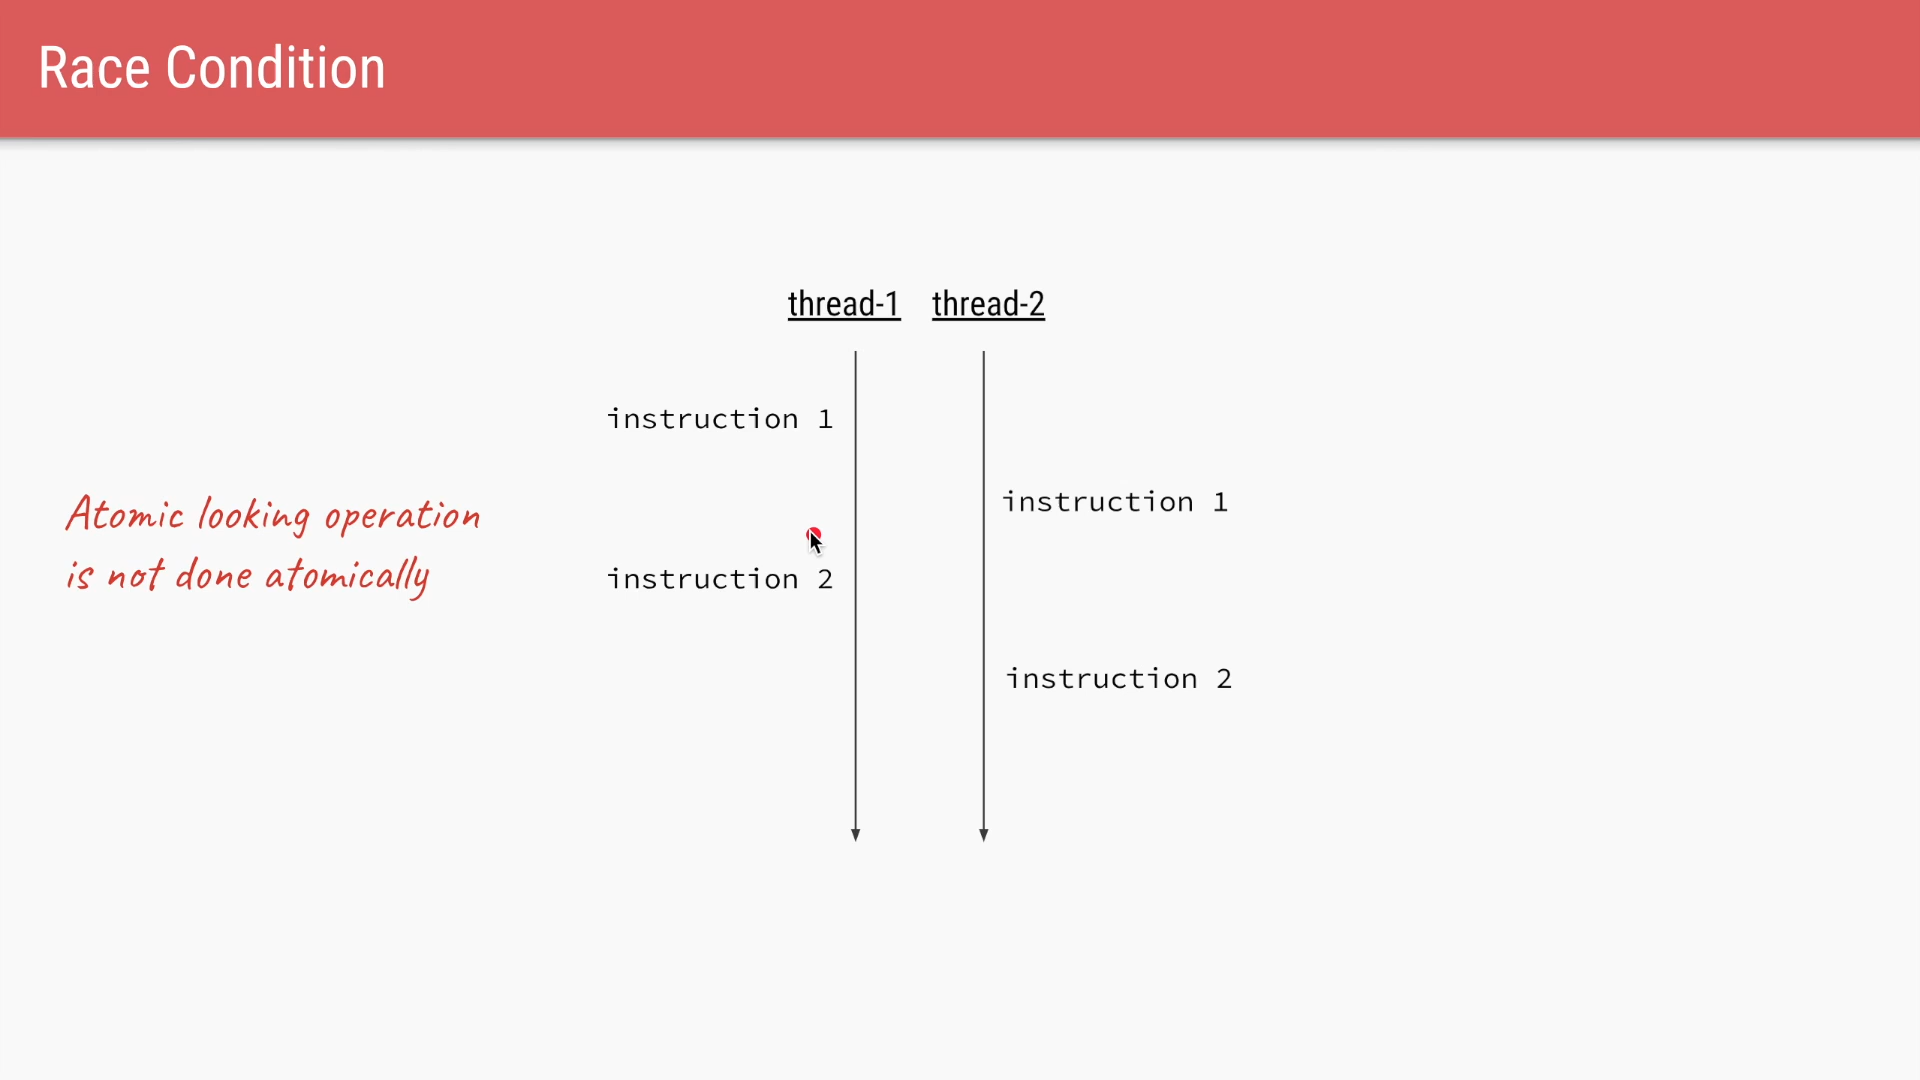 Race Condition
thread-1 thread-2
instruction 1
instruction 1
Atomic looking operation
is not done atomically
instruction 2
instruction 2